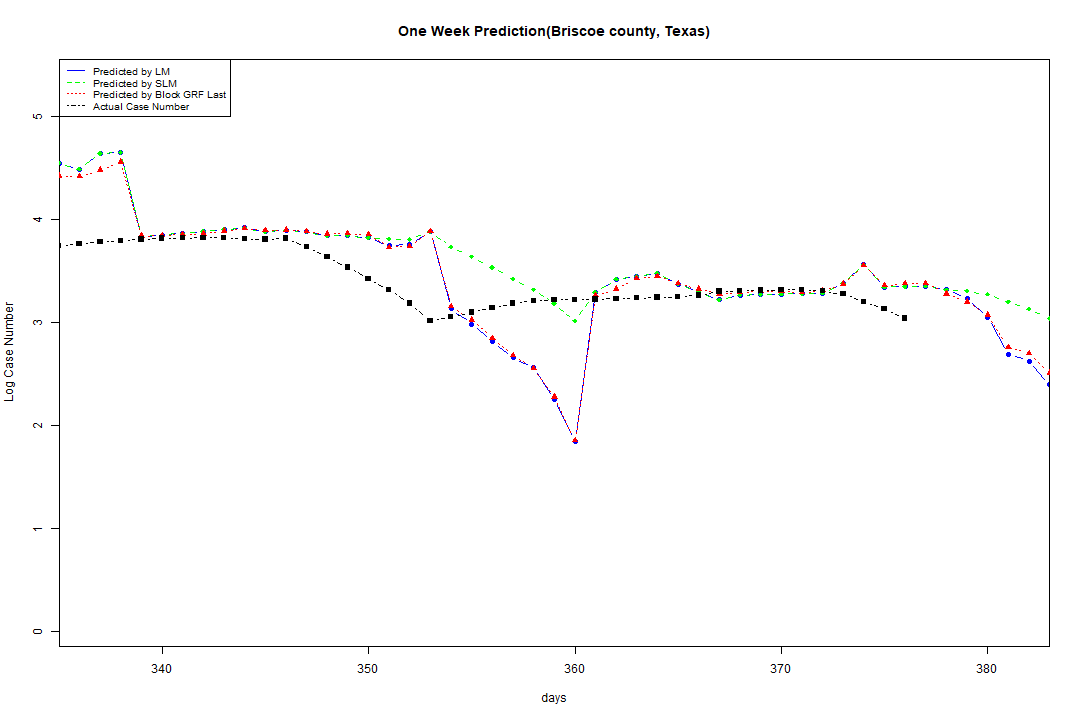 One Week Prediction(Briscoe county, Texas)
Predicted by LM
Predicted by SLM
Predicted by Block GRF Last
Actual Case Number
5
4
3
2
1
0
Log Case Number
340 350 360 370 380
days